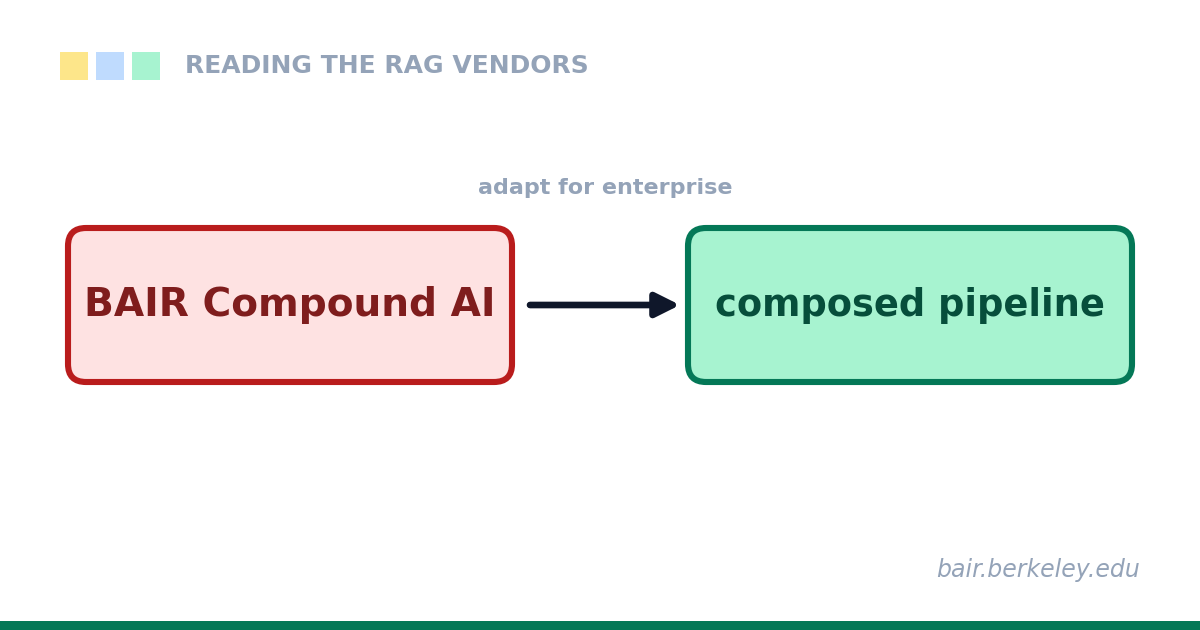 READING THE RAG VENDORS
adapt for enterprise
BAIR Compound AI
composed pipeline
bair.berkeley.edu